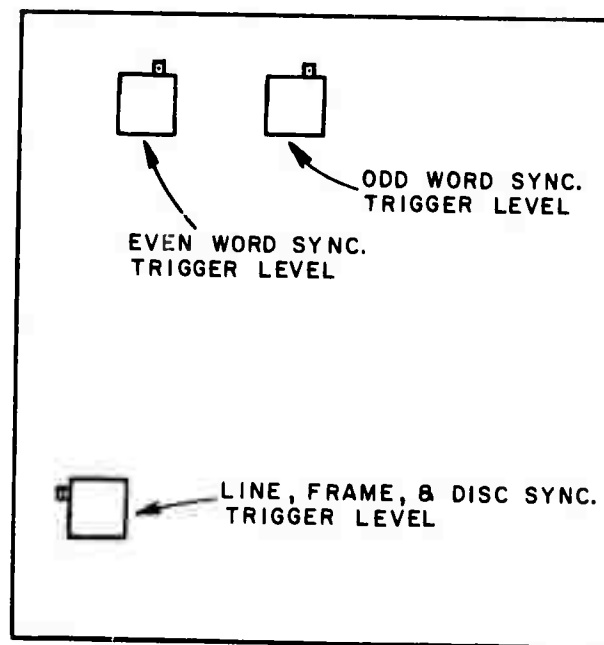 ODD WORD SYNC.
TRIGGER LEVEL
EVEN WORD SYNC.
TRIGGER LEVEL
LINE, FRAME, & DISC SYNC.
TRIGGER LEVEL